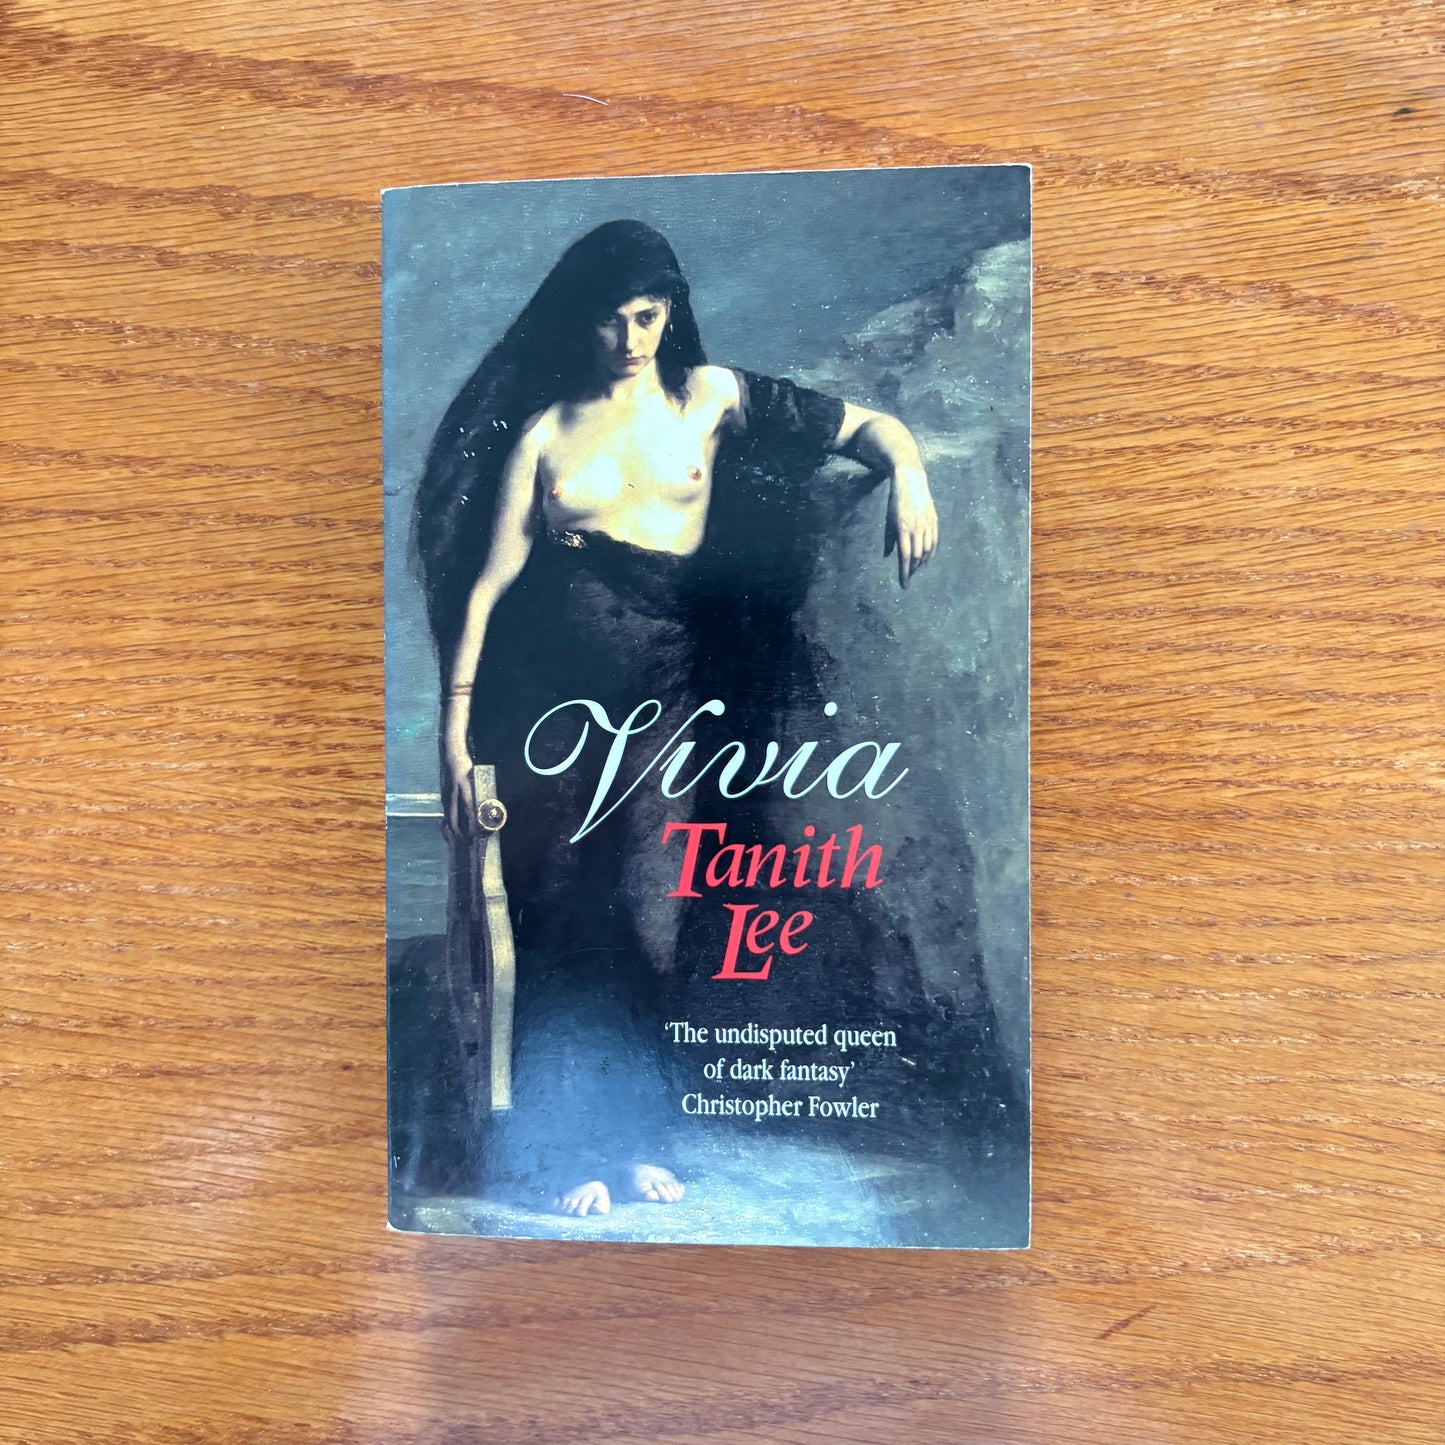 Vivia
Tanith
Lee
‘The undisputed queen
of dark fantasy’
Christopher Fowler